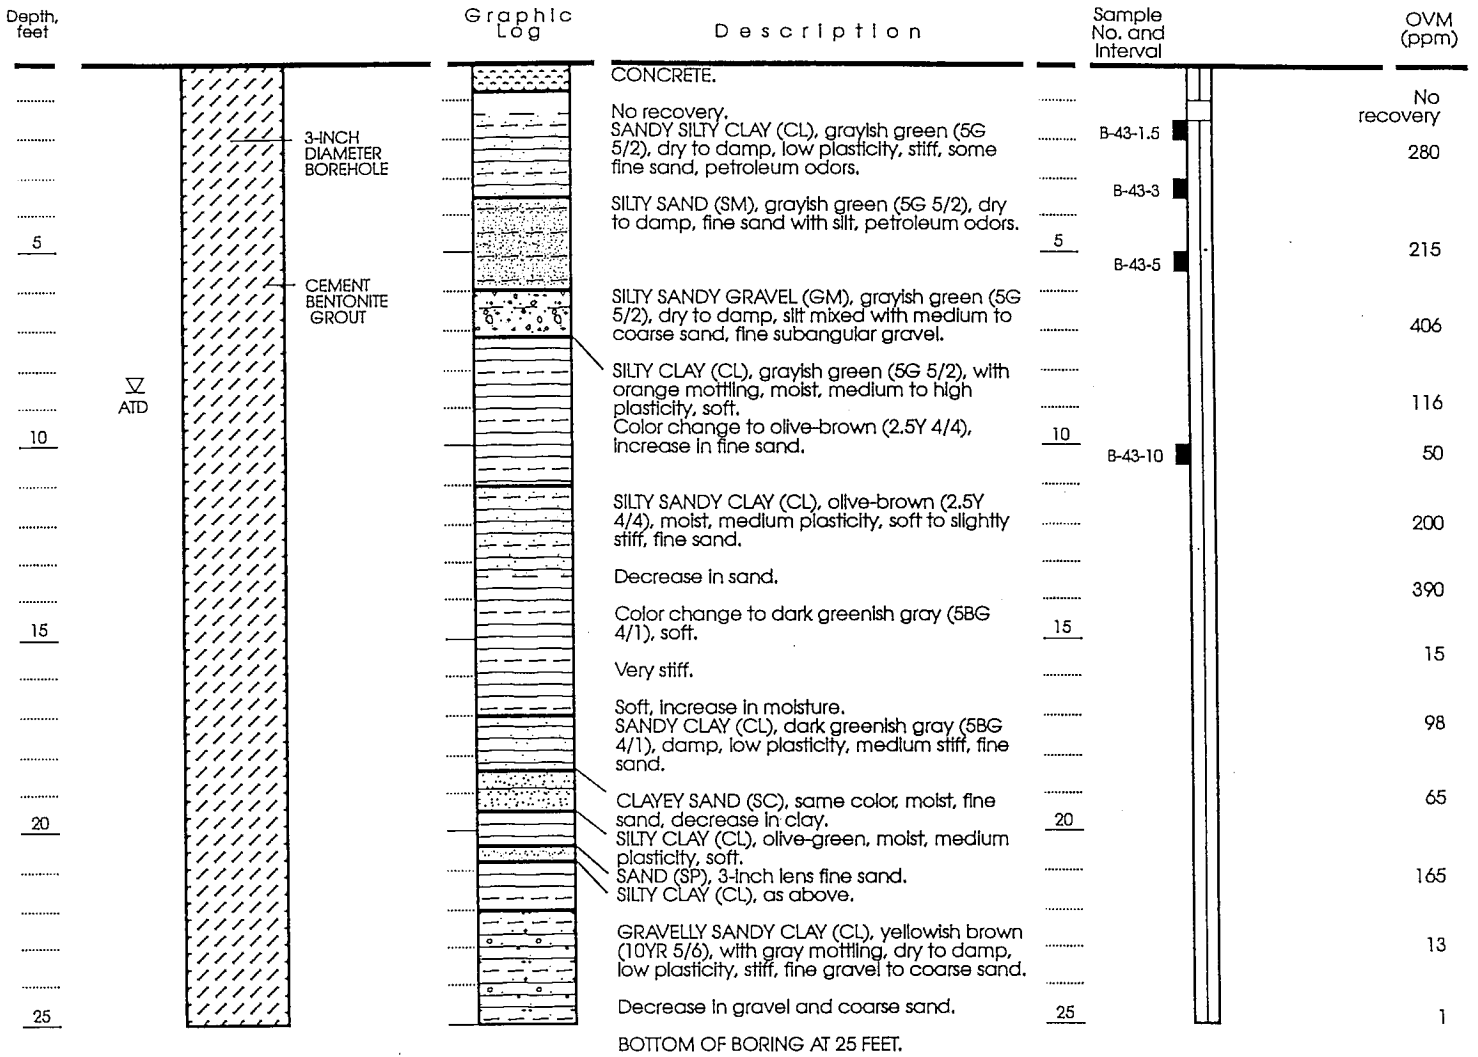 Depth,
feet
Graphic
Log
Description
Sample
No. and
Interval
OVM
(ppm)
CONCRETE.
No recovery.
SANDY SILTY CLAY (CL), grayish green (5G
5/2), dry to damp, low plasticity, stiff, some
fine sand, petroleum odors.
No
recovery
3-INCH
DIAMETER
BOREHOLE
B-43-1.5
280
B-43-3
SILTY SAND (SM), grayish green (5G 5/2), dry
to damp, fine sand with silt, petroleum odors.
5
5
B-43-5
215
CEMENT
BENTONITE
GROUT
SILTY SANDY GRAVEL (GM), grayish green (5G
5/2), dry to damp, silt mixed with medium to
coarse sand, fine subangular gravel.
406
SILTY CLAY (CL), grayish green (5G 5/2), with
orange mottling, moist, medium to high
plasticity, soft.
Color change to olive-brown (2.5Y 4/4),
increase in fine sand.
ATD
116
10
10
B-43-10
50
SILTY SANDY CLAY (CL), olive-brown (2.5Y
4/4), moist, medium plasticity, soft to slightly
stiff, fine sand.
200
Decrease in sand.
390
Color change to dark greenish gray (5BG
4/1), soft.
15
15
15
Very stiff.
Soft, increase in moisture.
SANDY CLAY (CL), dark greenish gray (5BG
4/1), damp, low plasticity, medium stiff, fine
sand.
98
CLAYEY SAND (SC), same color, moist, fine
sand, decrease in clay.
65
20
20
SILTY CLAY (CL), olive-green, moist, medium
plasticity, soft.
SAND (SP), 3-inch lens fine sand.
SILTY CLAY (CL), as above.
165
GRAVELLY SANDY CLAY (CL), yellowish brown
(10YR 5/6), with gray mottling, dry to damp,
low plasticity, stiff, fine gravel to coarse sand.
13
Decrease in gravel and coarse sand.
25
25
1
BOTTOM OF BORING AT 25 FEET.